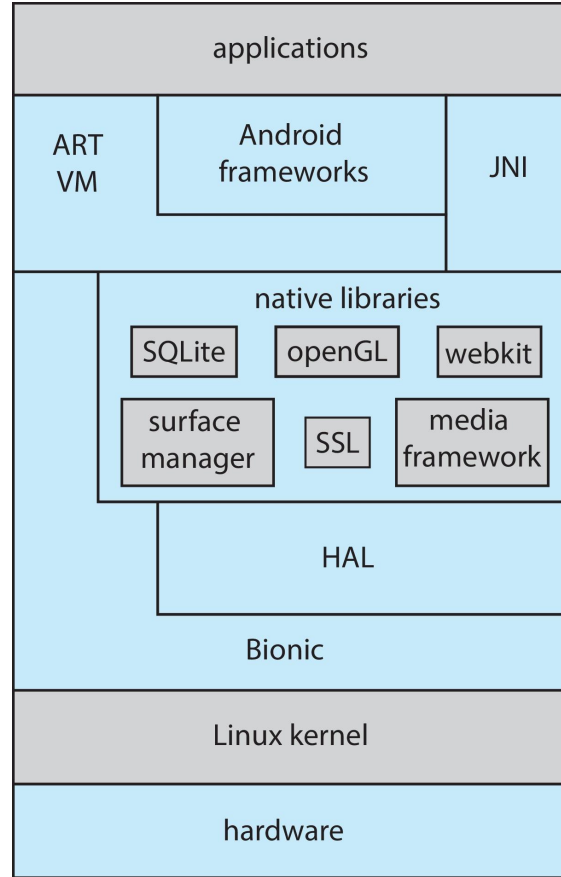 applications
ART
VM
Android
frameworks
JNI
native libraries
SQLite
openGL
webkit
surface
manager
SSL
media
framework
HAL
Bionic
Linux kernel
hardware